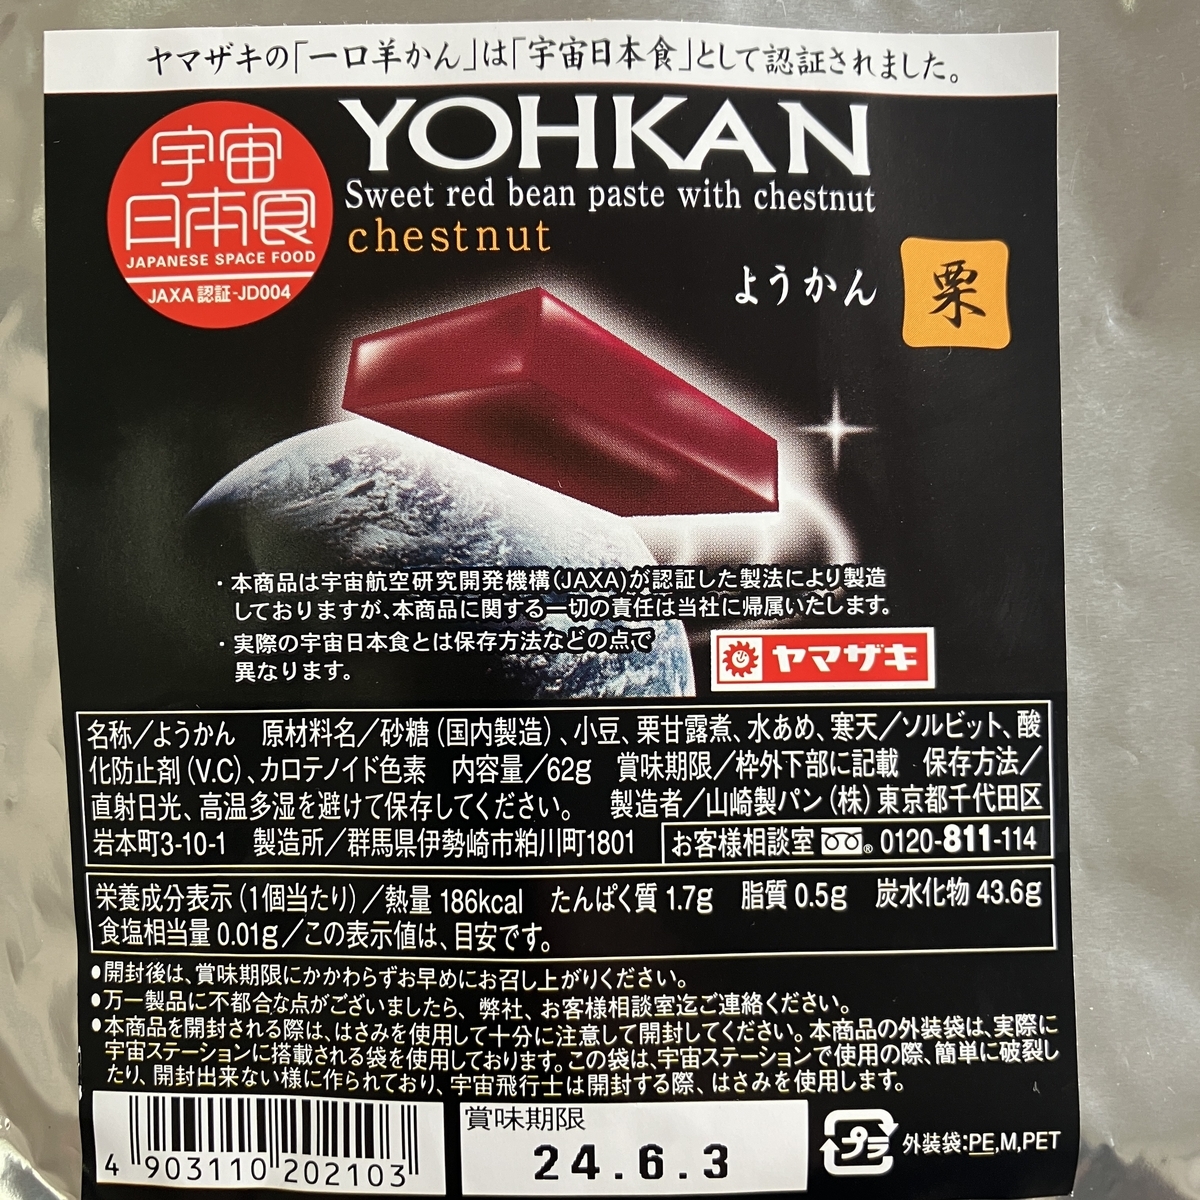 ヤマザキの「一口羊かん」は「宇宙日本食」として認証されました。
宇宙
日本食
JAPANESE SPACE FOOD
JAXA 認証-JD004
YOHKAN
Sweet red bean paste with chestnut
chestnut
ようかん
栗
・本商品は宇宙航空研究開発機構(JAXA)が認証した製法により製造
しておりますが、本商品に関する一切の責任は当社に帰属いたします。
・実際の宇宙日本食とは保存方法などの点で
異なります。
ヤマザキ
名称／ようかん　原材料名／砂糖（国内製造）、小豆、栗甘露煮、水あめ、寒天／ソルビット、酸
化防止剤（V.C）、カロテノイド色素　内容量／62g　賞味期限／枠外下部に記載　保存方法／
直射日光、高温多湿を避けて保存してください。　製造者／山崎製パン（株）東京都千代田区
岩本町3-10-1　製造所／群馬県伊勢崎市粕川町1801
お客様相談室 ® 0120-811-114
栄養成分表示（1個当たり）／熱量 186kcal　たんぱく質 1.7g　脂質 0.5g　炭水化物 43.6g
食塩相当量 0.01g／この表示値は、目安です。
●開封後は、賞味期限にかかわらずお早めにお召し上がりください。
●万一製品に不都合な点がございましたら、弊社、お客様相談室迄ご連絡ください。
●本商品を開封される際は、はさみを使用して十分に注意して開封してください。本商品の外装袋は、実際に
宇宙ステーションに搭載される袋を使用しております。この袋は、宇宙ステーションで使用の際、簡単に破裂し
たり、開封出来ない様に作られており、宇宙飛行士は開封する際、はさみを使用します。
4 903110 202103
賞味期限
24.6.3
プラ
外装袋:PE,M,PET